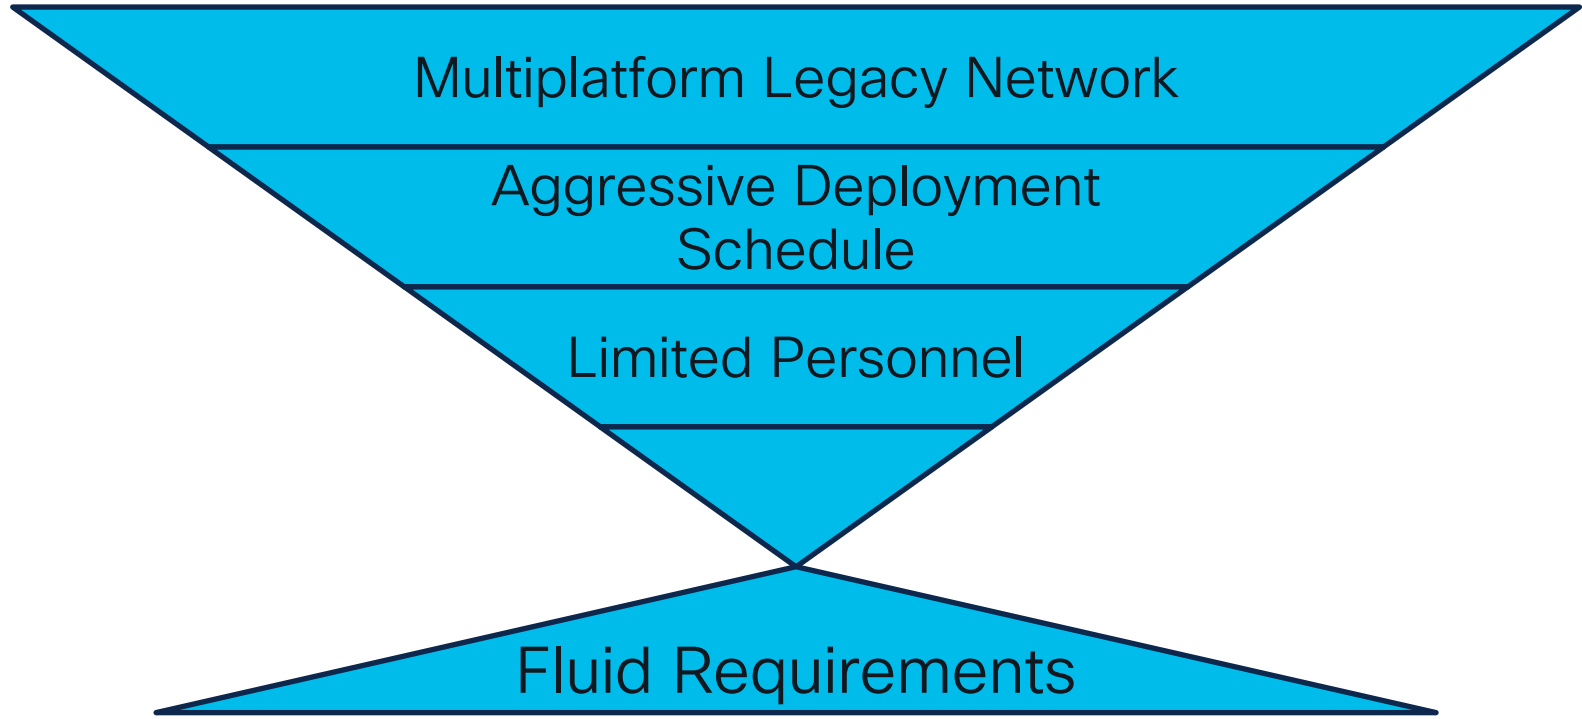 Multiplatform Legacy Network
Aggressive Deployment
Schedule
Limited Personnel
Fluid Requirements